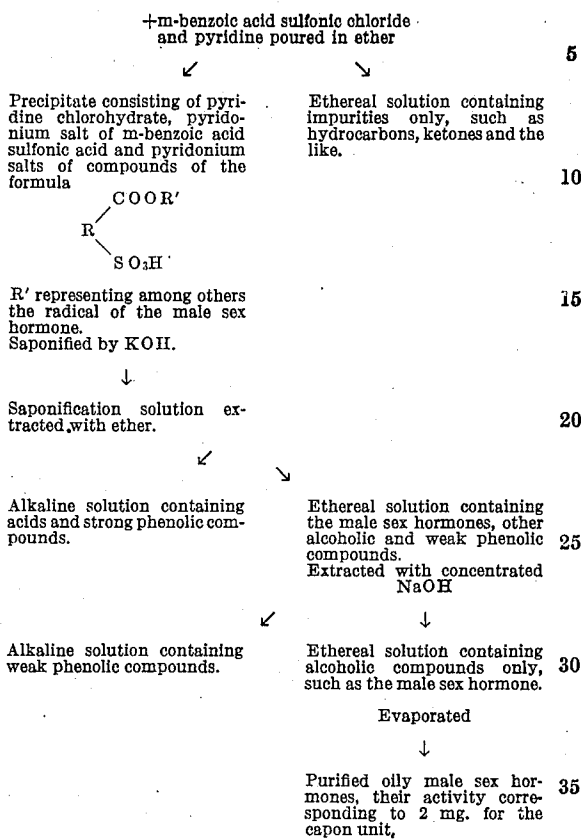 +m-benzoic acid sulfonic chloride
and pyridine poured in ether
5
↙ ↘
Precipitate consisting of pyri-
dine chlorohydrate, pyrido-
nium salt of m-benzoic acid
sulfonic acid and pyridonium
salts of compounds of the
formula
Ethereal solution containing
impurities only, such as
hydrocarbons, ketones and the
like.
10
COOR'
R
SO₃H
R' representing among others
the radical of the male sex
hormone.
Saponified by KOH.
15
↓
Saponification solution ex-
tracted with ether.
20
↙ ↘
Alkaline solution containing
acids and strong phenolic com-
pounds.
Ethereal solution containing
the male sex hormones, other
alcoholic and weak phenolic
compounds.
Extracted with concentrated
NaOH
25
↙ ↓
Alkaline solution containing
weak phenolic compounds.
Ethereal solution containing
alcoholic compounds only,
such as the male sex hormone.
30
Evaporated
↓
Purified oily male sex hor-
mones, their activity corre-
sponding to 2 mg. for the
capon unit,
35